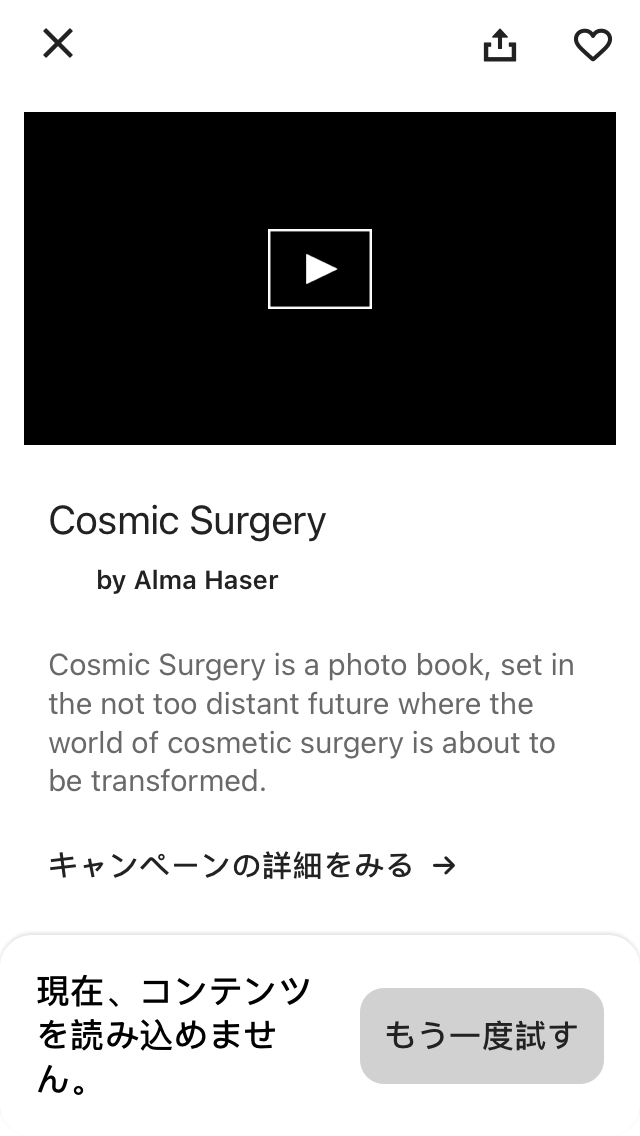 Cosmic Surgery
by Alma Haser
Cosmic Surgery is a photo book, set in
the not too distant future where the
world of cosmetic surgery is about to
be transformed.
キャンペーンの詳細をみる →
現在、コンテンツ
を読み込めませ
ん。
もう一度試す